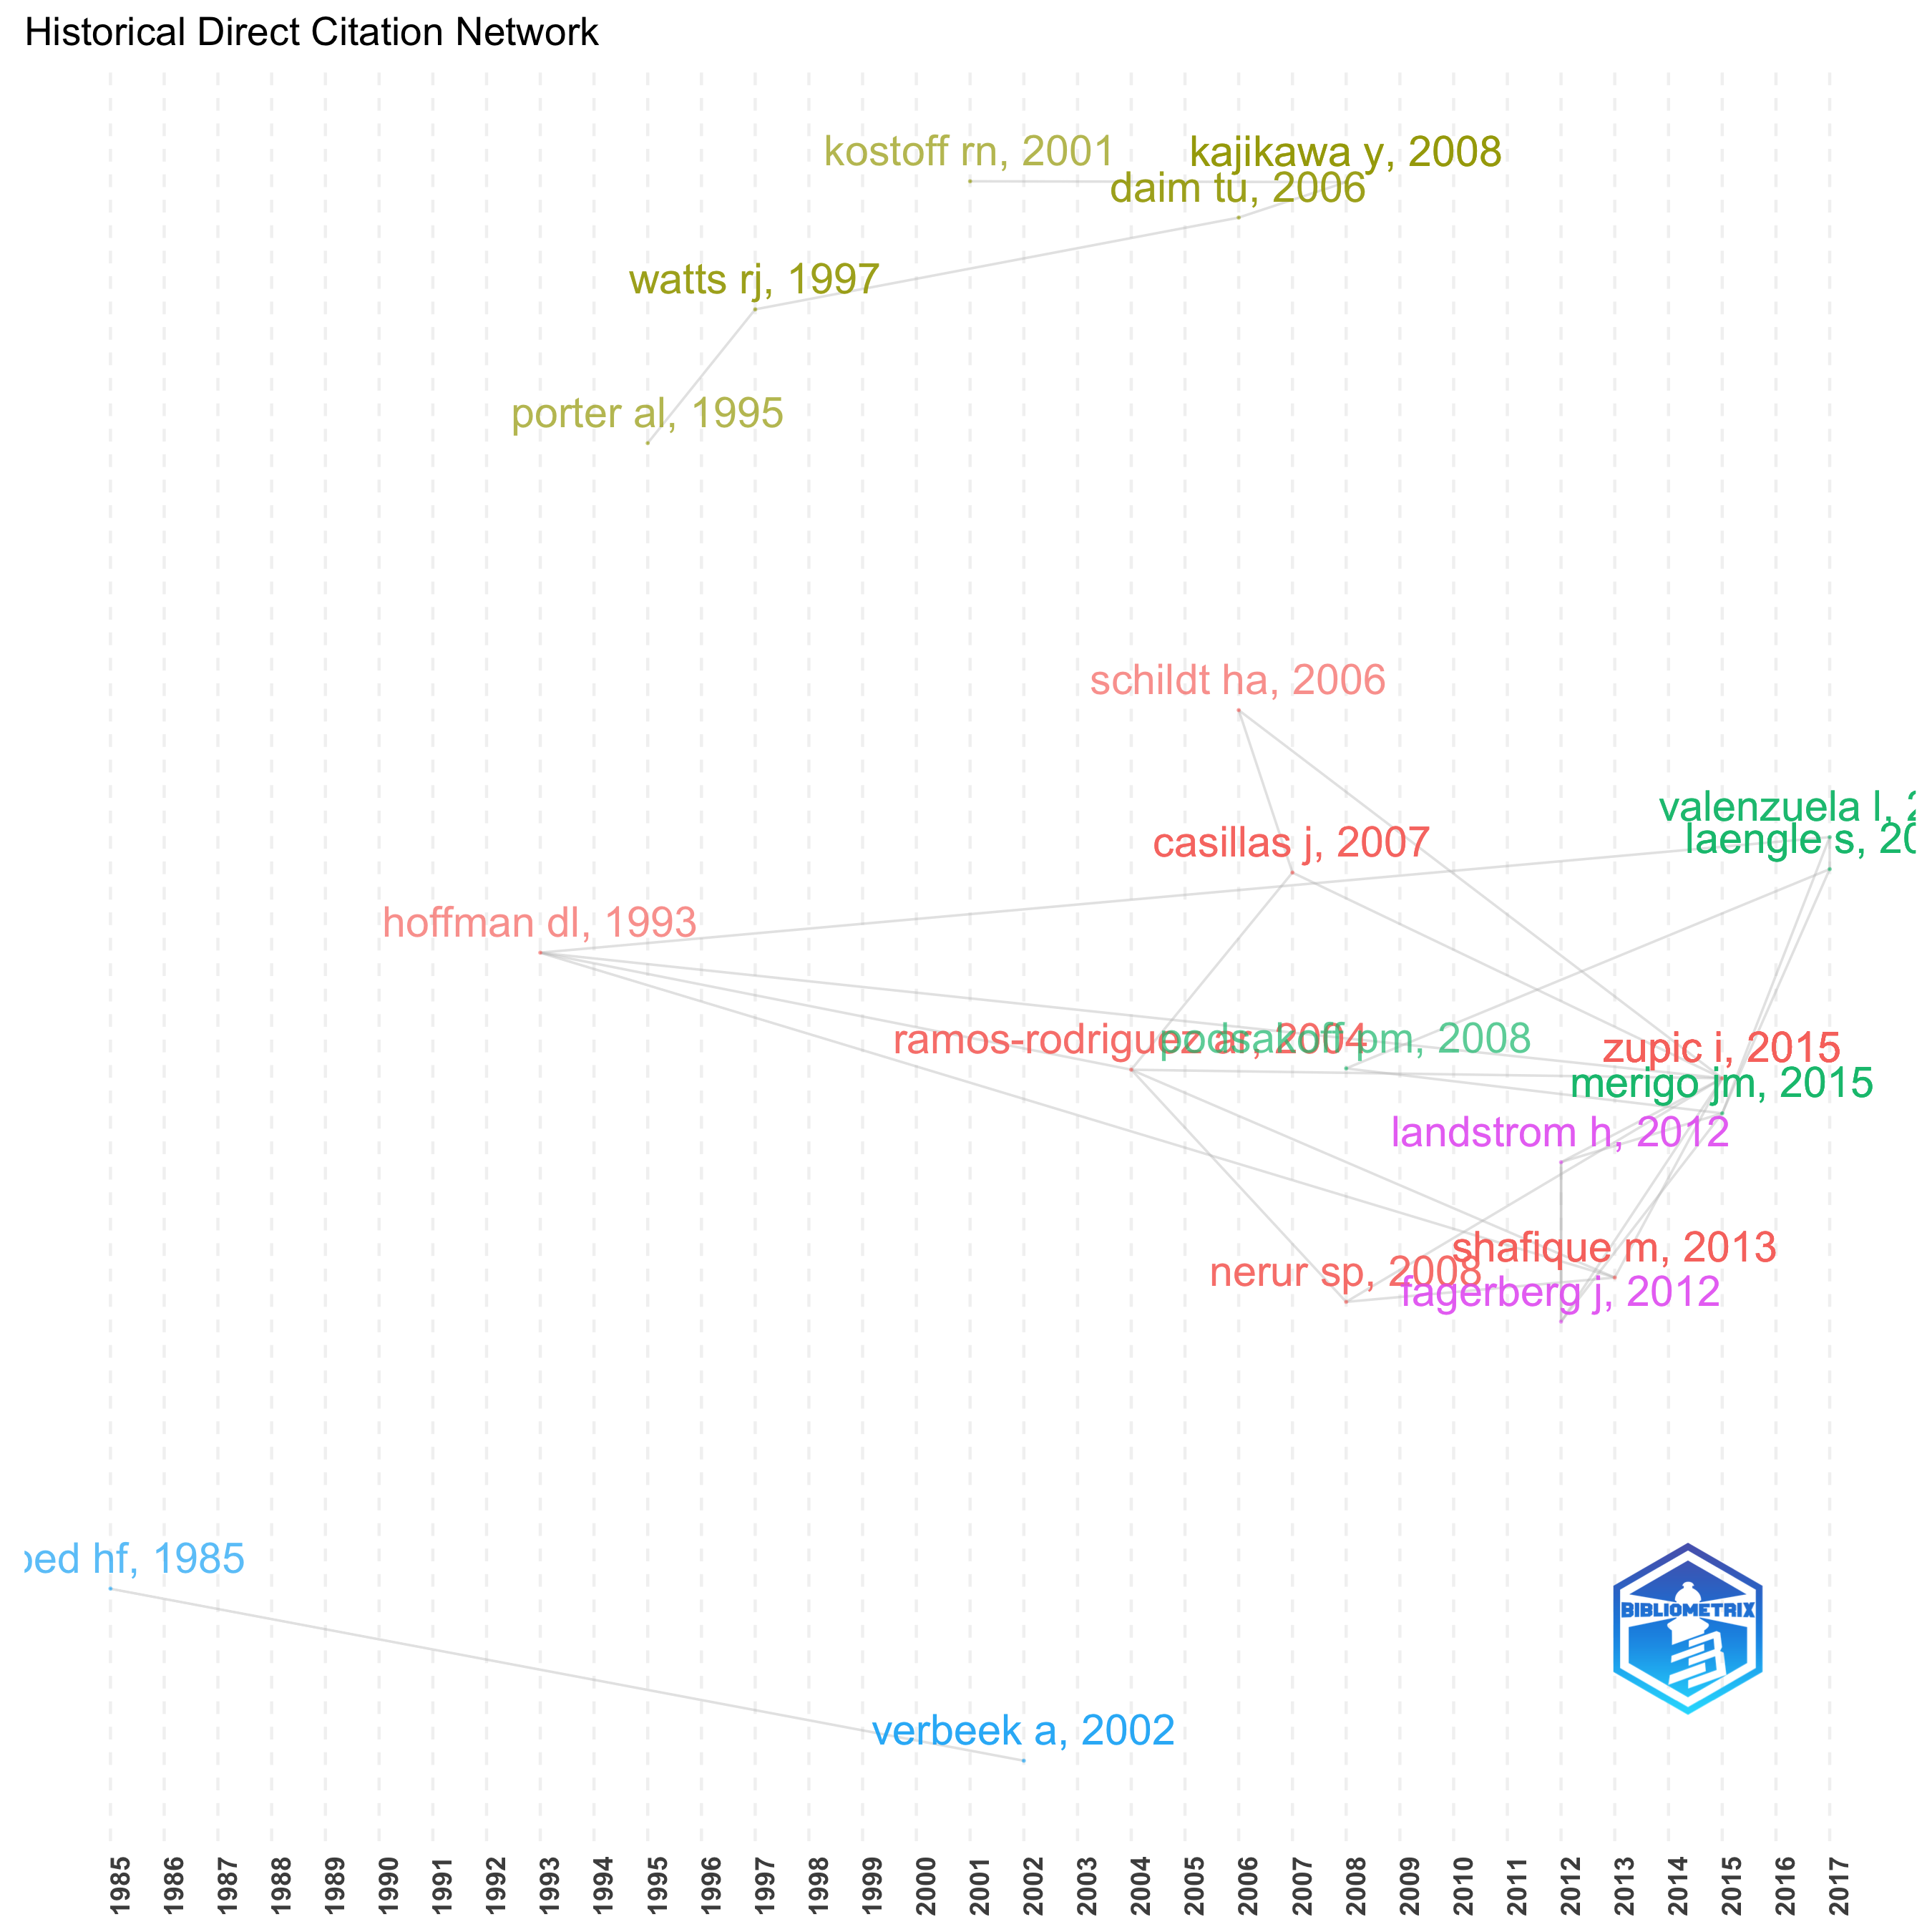 Historical Direct Citation Network
kostoff rn, 2001
kajikawa y, 2008
daim tu, 2006
watts rj, 1997
porter al, 1995
schildt ha, 2006
valenzuela l, 2
laengle s, 20
casillas j, 2007
hoffman dl, 1993
ramos-rodriguez ar, 2004
podsakoff pm, 2008
zupic i, 2015
merigo jm, 2015
landstrom h, 2012
shafique m, 2013
nerur sp, 2008
fagerberg j, 2012
oed hf, 1985
BIBLIOMETRIX
verbeek a, 2002
1985 1986 1987 1988 1989 1990 1991 1992 1993 1994 1995 1996 1997 1998 1999 2000 2001 2002 2003 2004 2005 2006 2007 2008 2009 2010 2011 2012 2013 2014 2015 2016 2017